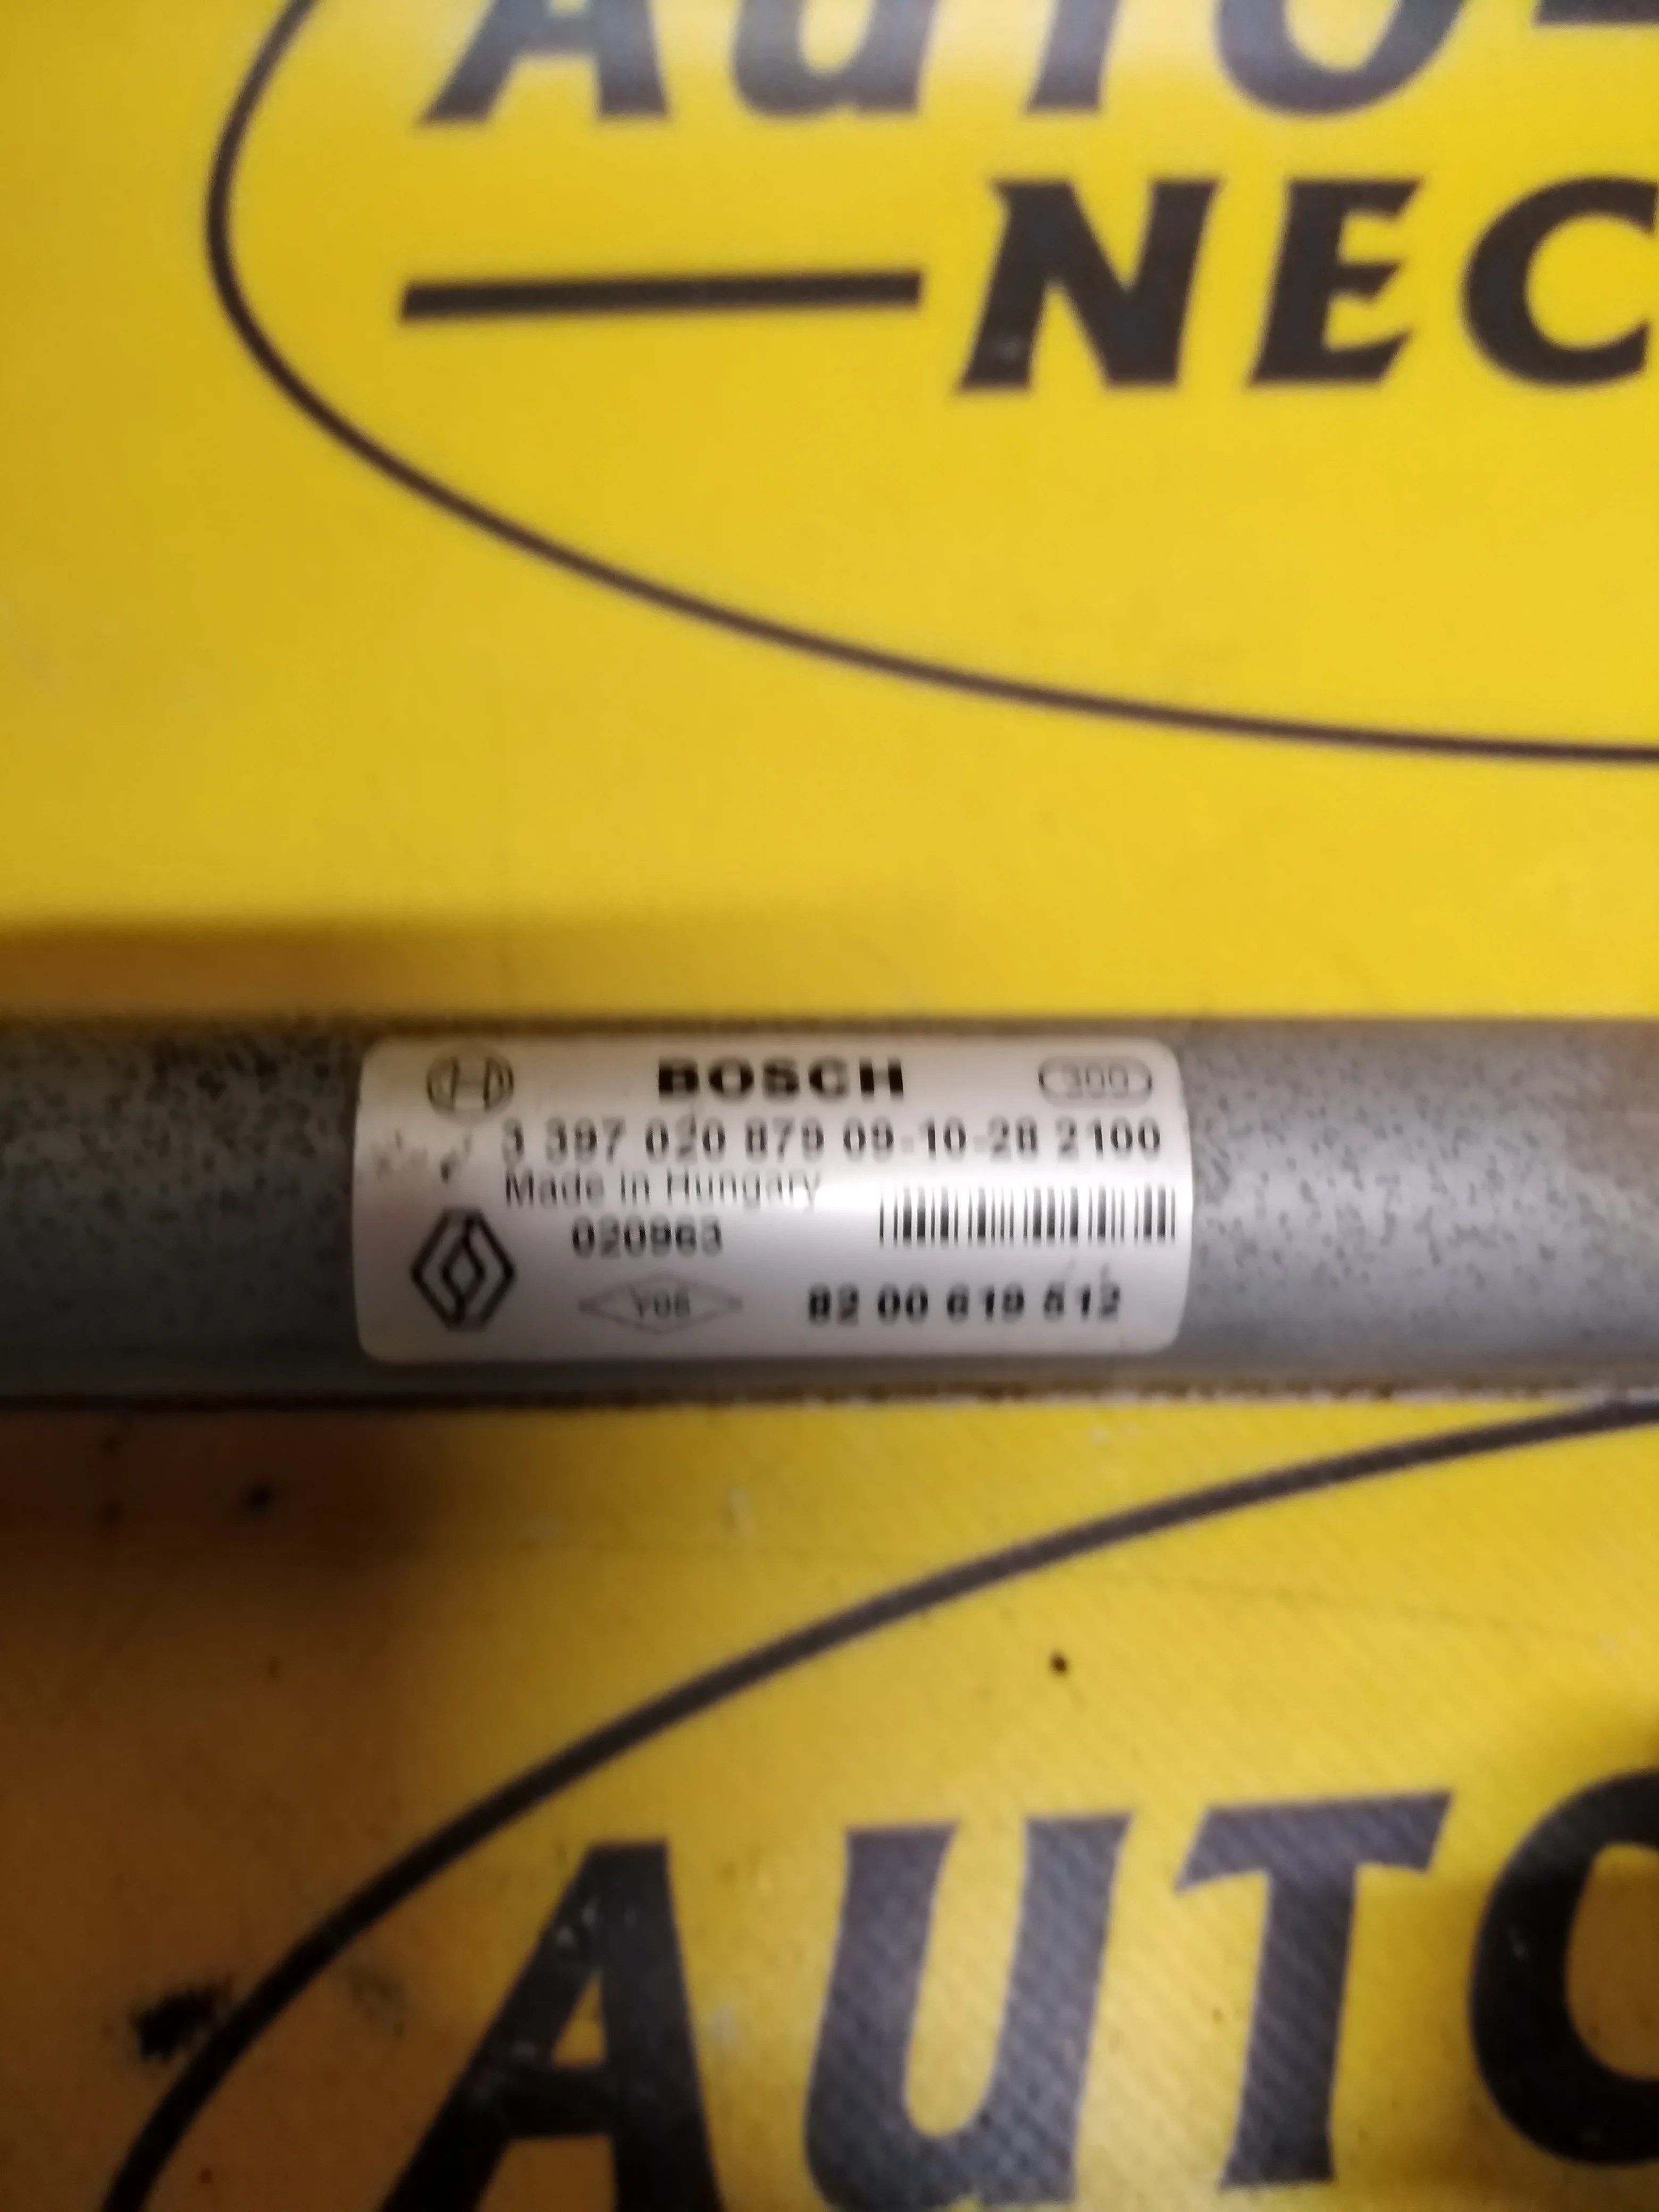 AUTO-
NEC
BOSCH
300
3 397 020 879 09-10-28 2100
Made in Hungary
020963
Y06
82 00 619 512
AUTO